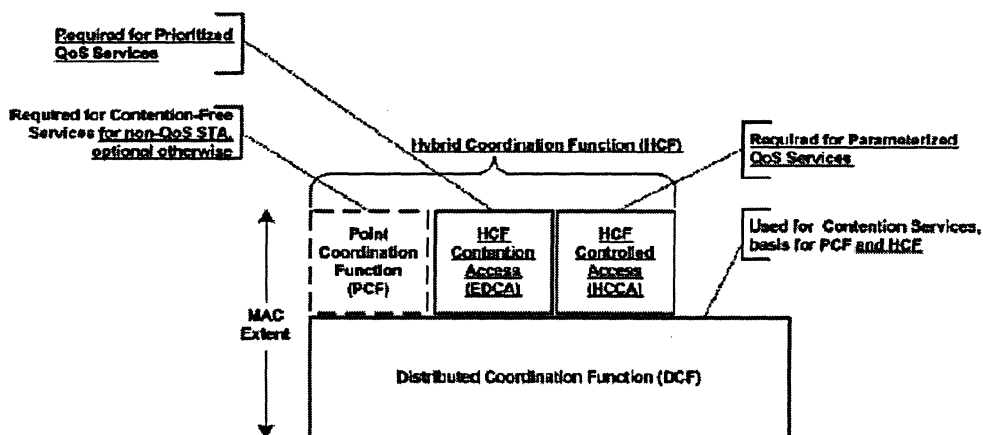 Required for Prioritized
QoS Services
Required for Contention-Free
Services for non-QoS STA,
optional otherwise
Hybrid Coordination Function (HCF)
Required for Parameterized
QoS Services
Used for Contention Services,
basis for PCF and HCF
Point
Coordination
Function
(PCF)
HCF
Contention
Access
(EDCA)
HCF
Controlled
Access
(HCCA)
MAC
Extent
Distributed Coordination Function (DCF)